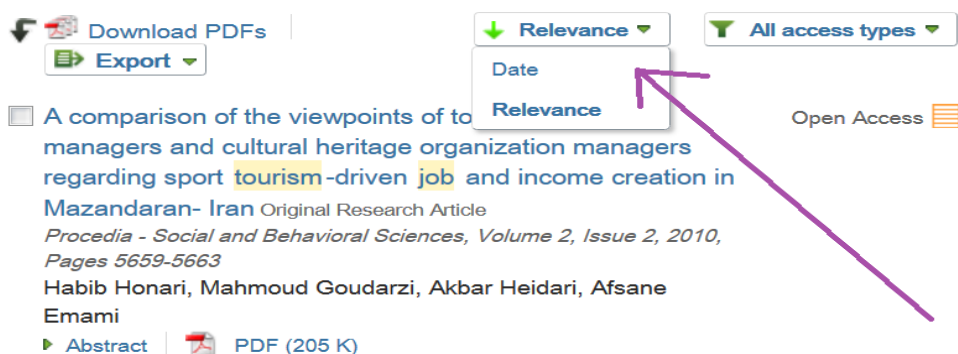 Download PDFs
Relevance
All access types
Export
Date
Relevance
A comparison of the viewpoints of to
Open Access
managers and cultural heritage organization managers
regarding sport tourism-driven job and income creation in
Mazandaran- Iran Original Research Article
Procedia - Social and Behavioral Sciences, Volume 2, Issue 2, 2010,
Pages 5659-5663
Habib Honari, Mahmoud Goudarzi, Akbar Heidari, Afsane
Emami
Abstract
PDF (205 K)